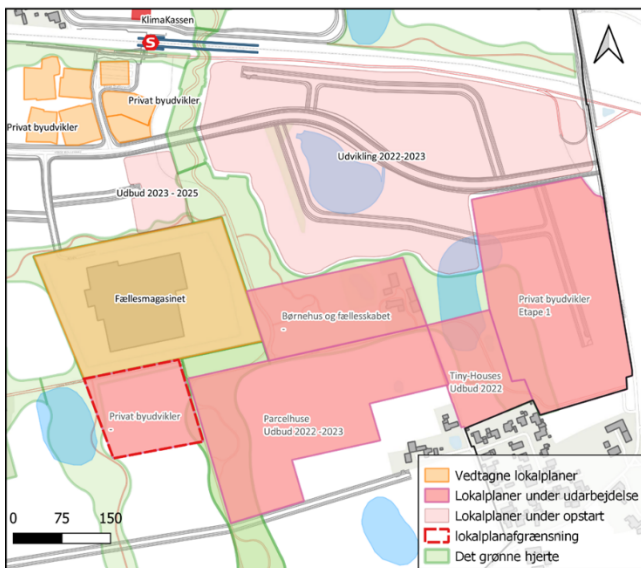 KlimaKassen
S
Privat byudvikler
Privat byudvikler
Udvikling 2022-2023
Udbud 2023 - 2025
Fællesmagasinet
Børnehus og fællesskabet
-
Privat byudvikler
Etape 1
Tiny-Houses
Udbud 2022
Privat byudvikler
-
Parcelhuse
Udbud 2022 -2023
0 75 150
Vedtagne lokalplaner
Lokalplaner under udarbejdelse
Lokalplaner under opstart
lokalplanafgrænsning
Det grønne hjerte